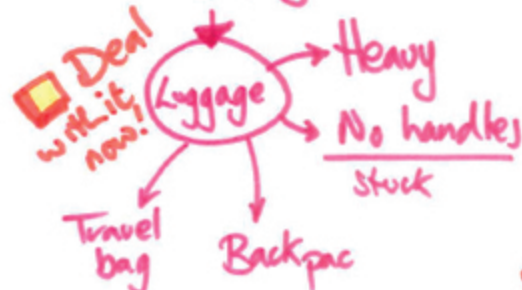 Deal
with it
now!
Luggage
Heavy
No handles
stuck
Travel
bag
Backpac